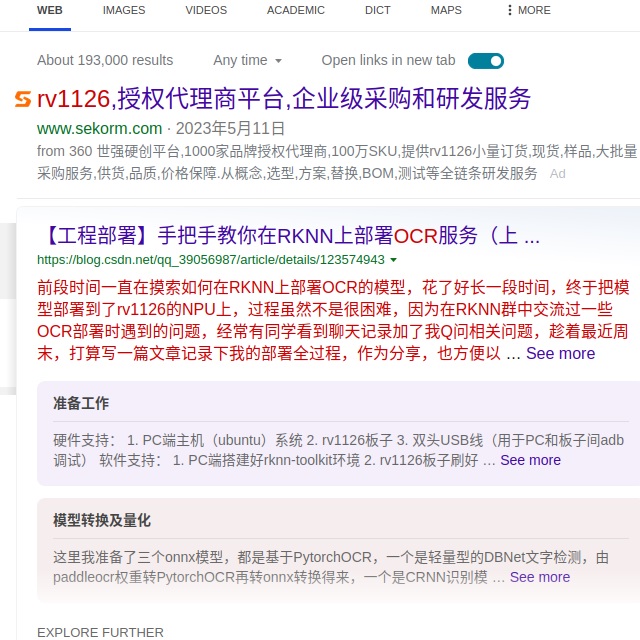 WEB IMAGES VIDEOS ACADEMIC DICT MAPS MORE
About 193,000 results Any time Open links in new tab
rv1126,授权代理商平台,企业级采购和研发服务
www.sekorm.com · 2023年5月11日
from 360 世强硬创平台,1000家品牌授权代理商,100万SKU,提供rv1126小量订货,现货,样品,大批量
采购服务,供货,品质,价格保障.从概念,选型,方案,替换,BOM,测试等全链条研发服务 Ad
【工程部署】手把手教你在RKNN上部署OCR服务（上 ...
https://blog.csdn.net/qq_39056987/article/details/123574943
前段时间一直在摸索如何在RKNN上部署OCR的模型，花了好长一段时间，终于把模
型部署到了rv1126的NPU上，过程虽然不是很困难，因为在RKNN群中交流过一些
OCR部署时遇到的问题，经常有同学看到聊天记录加了我Q问相关问题，趁着最近周
末，打算写一篇文章记录下我的部署全过程，作为分享，也方便以 … See more
准备工作
硬件支持： 1. PC端主机（ubuntu）系统 2. rv1126板子 3. 双头USB线（用于PC和板子间adb
调试） 软件支持： 1. PC端搭建好rknn-toolkit环境 2. rv1126板子刷好 … See more
模型转换及量化
这里我准备了三个onnx模型，都是基于PytorchOCR，一个是轻量型的DBNet文字检测，由
paddleocr权重转PytorchOCR再转onnx转换得来，一个是CRNN识别模 … See more
EXPLORE FURTHER